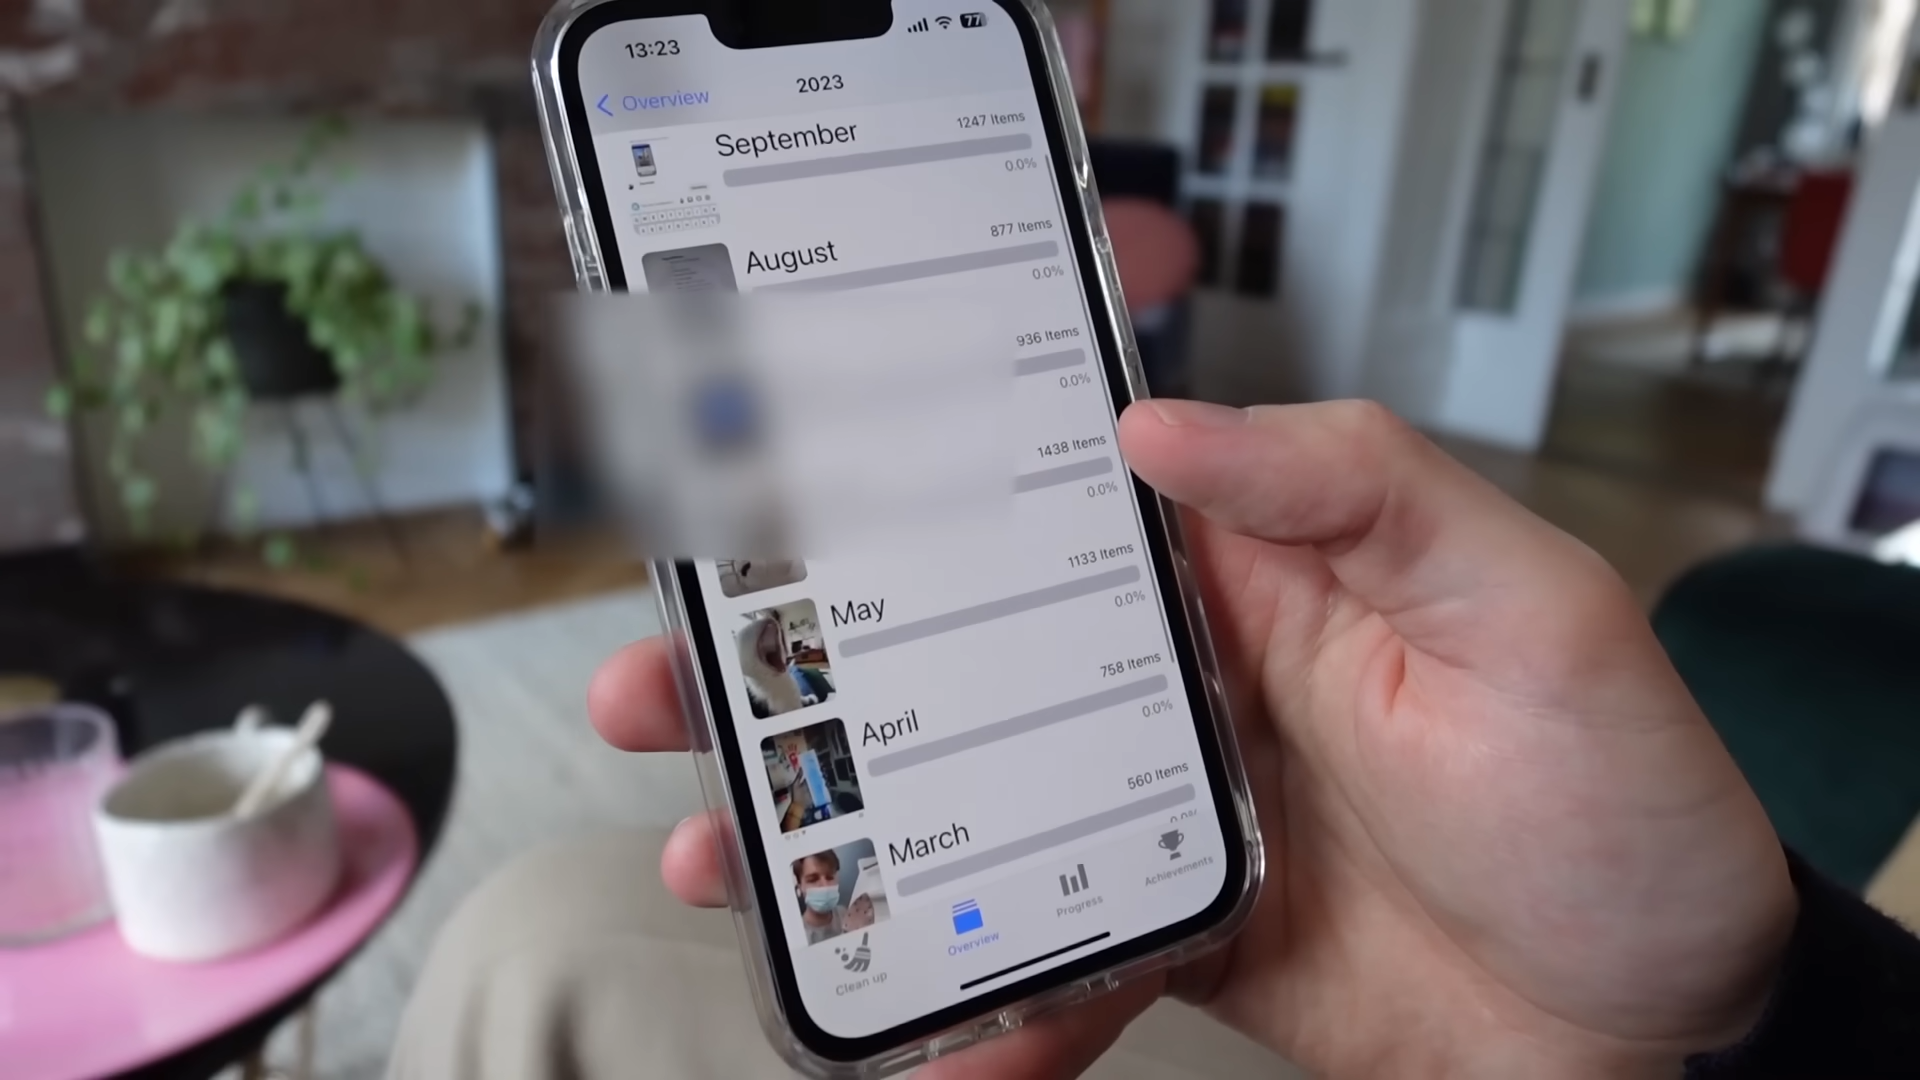 13:23
77
Overview
2023
September
1247 Items
0.0%
August
877 Items
0.0%
936 Items
0.0%
1438 Items
0.0%
May
1133 Items
0.0%
April
758 Items
0.0%
March
560 Items
0.0%
Clean up
Overview
Progress
Achievements